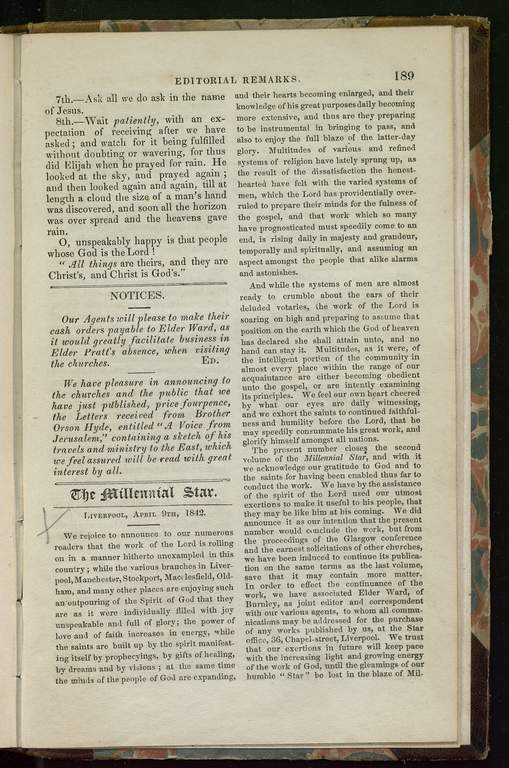 EDITORIAL REMARKS. 189
7th.—Ask all we do ask in the name
of Jesus.
8th.—Wait patiently, with an ex-
pectation of receiving after we have
asked; and watch for it being fulfilled
without doubting or wavering, for thus
did Elijah when he prayed for rain. He
looked at the sky, and prayed again;
and then looked again and again, till at
length a cloud the size of a man's hand
was discovered, and soon all the horizon
was over spread and the heavens gave
rain.
O, unspeakably happy is that people
whose God is the Lord!
"All things are theirs, and they are
Christ's, and Christ is God's."
NOTICES.
Our Agents will please to make their
cash orders payable to Elder Ward, as
it would greatly facilitate business in
Elder Pratt's absence, when visiting
the churches. ED.
We have pleasure in announcing to
the churches and the public that we
have just published, price fourpence,
the Letters received from Brother
Orson Hyde, entitled "A Voice from
Jerusalem," containing a sketch of his
travels and ministry to the East, which
we feel assured will be read with great
interest by all.
The Millennial Star.
LIVERPOOL, APRIL 9TH, 1842.
We rejoice to announce to our numerous
readers that the work of the Lord is rolling
on in a manner hitherto unexampled in this
country; while the various branches in Liver-
pool, Manchester, Stockport, Macclesfield, Old-
ham, and many other places are enjoying such
an outpouring of the Spirit of God that they
are as it were individually filled with joy
unspeakable and full of glory; the power of
love and of faith increases in energy, while
the saints are built up by the spirit manifest-
ing itself by prophecyings, by gifts of healing,
by dreams and by visions; at the same time
the minds of the people of God are expanding,
and their hearts becoming enlarged, and their
knowledge of his great purposes daily becoming
more extensive, and thus are they preparing
to be instrumental in bringing to pass, and
also to enjoy the full blaze of the latter-day
glory. Multitudes of various and refined
systems of religion have lately sprung up, as
the result of the dissatisfaction the honest-
hearted have felt with the varied systems of
men, which the Lord has providentially over-
ruled to prepare their minds for the fulness of
the gospel, and that work which so many
have prognosticated must speedily come to an
end, is rising daily in majesty and grandeur,
temporally and spiritually, and assuming an
aspect amongst the people that alike alarms
and astonishes.
And while the systems of men are almost
ready to crumble about the ears of their
deluded votaries, the work of the Lord is
soaring on high and preparing to assume that
position on the earth which the God of heaven
has declared she shall attain unto, and no
hand can stay it. Multitudes, as it were, of
the intelligent portion of the community in
almost every place within the range of our
acquaintance are either becoming obedient
unto the gospel, or are intently examining
its principles. We feel our own heart cheered
by what our eyes are daily witnessing,
and we exhort the saints to continued faithful-
ness and humility before the Lord, that he
may speedily consummate his great work, and
glorify himself amongst all nations.
The present number closes the second
volume of the Millennial Star, and with it
we acknowledge our gratitude to God and to
the saints for having been enabled thus far to
conduct the work. We have by the assistance
of the spirit of the Lord used our utmost
exertions to make it useful to his people, that
they may be like him at his coming. We did
announce it as our intention that the present
number would conclude the work, but from
the proceedings of the Glasgow conference
and the earnest solicitations of other churches,
we have been induced to continue its publica-
tion on the same terms as the last volume,
save that it may contain more matter.
In order to effect the continuance of the
work, we have associated Elder Ward, of
Burnley, as joint editor and correspondent
with our various agents, to whom all commu-
nications may be addressed for the purchase
of any works published by us, at the Star
office, 36, Chapel-street, Liverpool. We trust
that our exertions in future will keep pace
with the increasing light and growing energy
of the work of God, until the gleamings of our
humble "Star" be lost in the blaze of Mil-